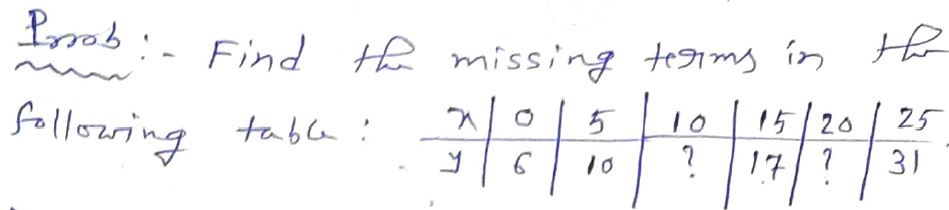 Prob :- Find the missing terms in the
following table : x | 0 | 5 | 10 | 15 | 20 | 25
y | 6 | 10 | ? | 17 | ? | 31